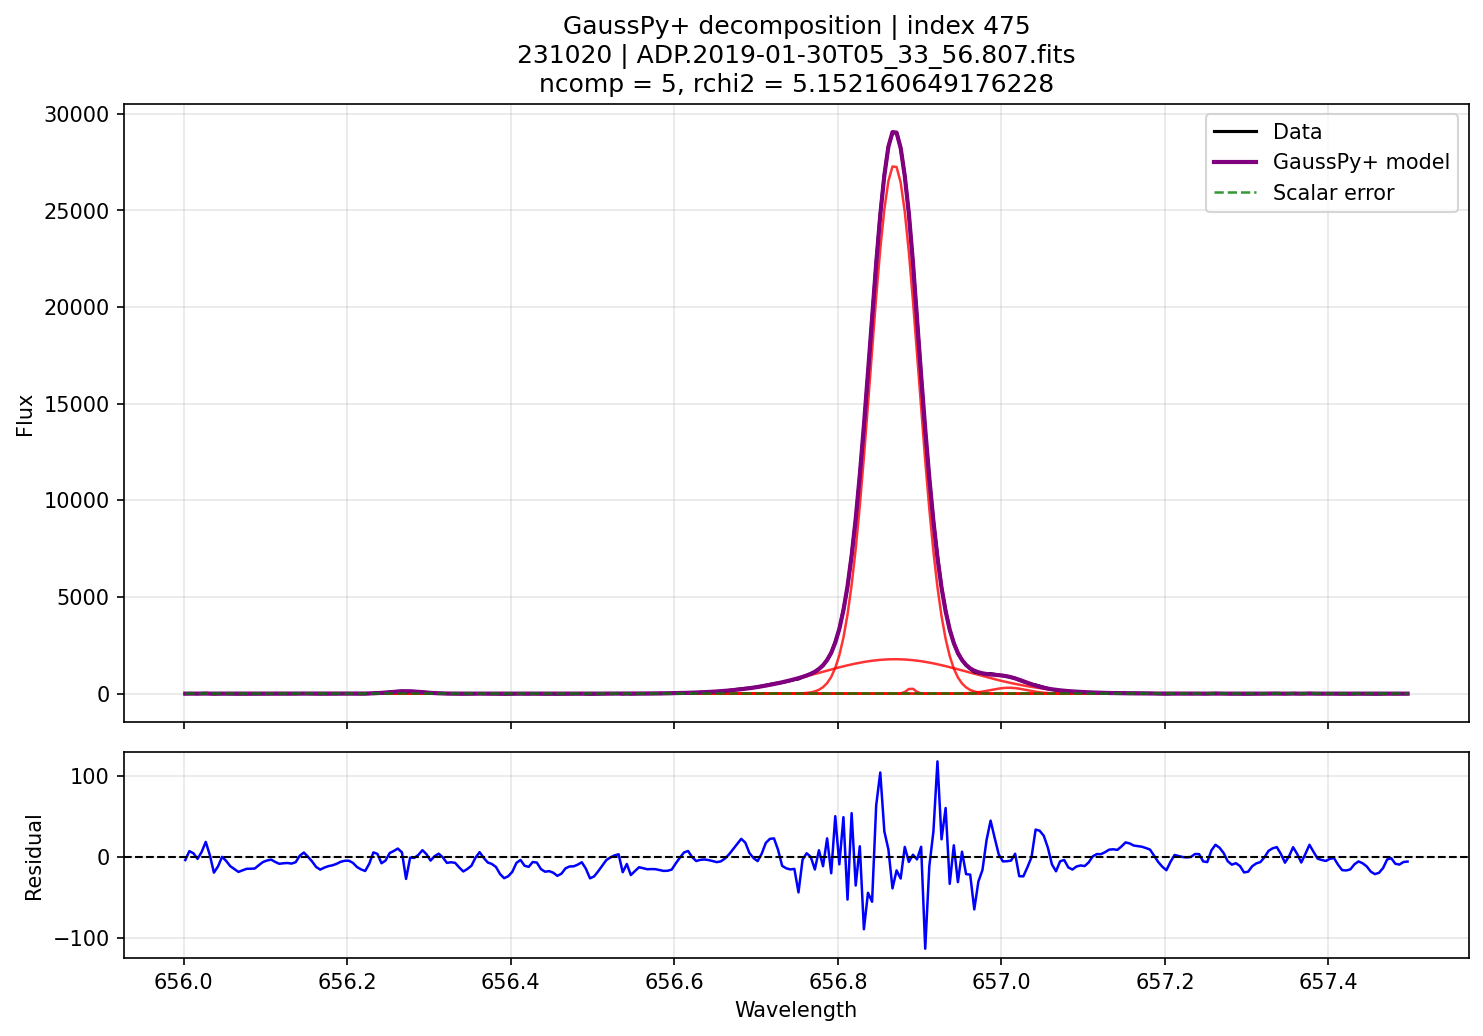 GaussPy+ decomposition | index 475
231020 | ADP.2019-01-30T05_33_56.807.fits
ncomp = 5, rchi2 = 5.152160649176228
30000
25000
20000
15000
10000
5000
0
Flux
Data
GaussPy+ model
Scalar error
100
0
−100
Residual
656.0
656.2
656.4
656.6
656.8
657.0
657.2
657.4
Wavelength